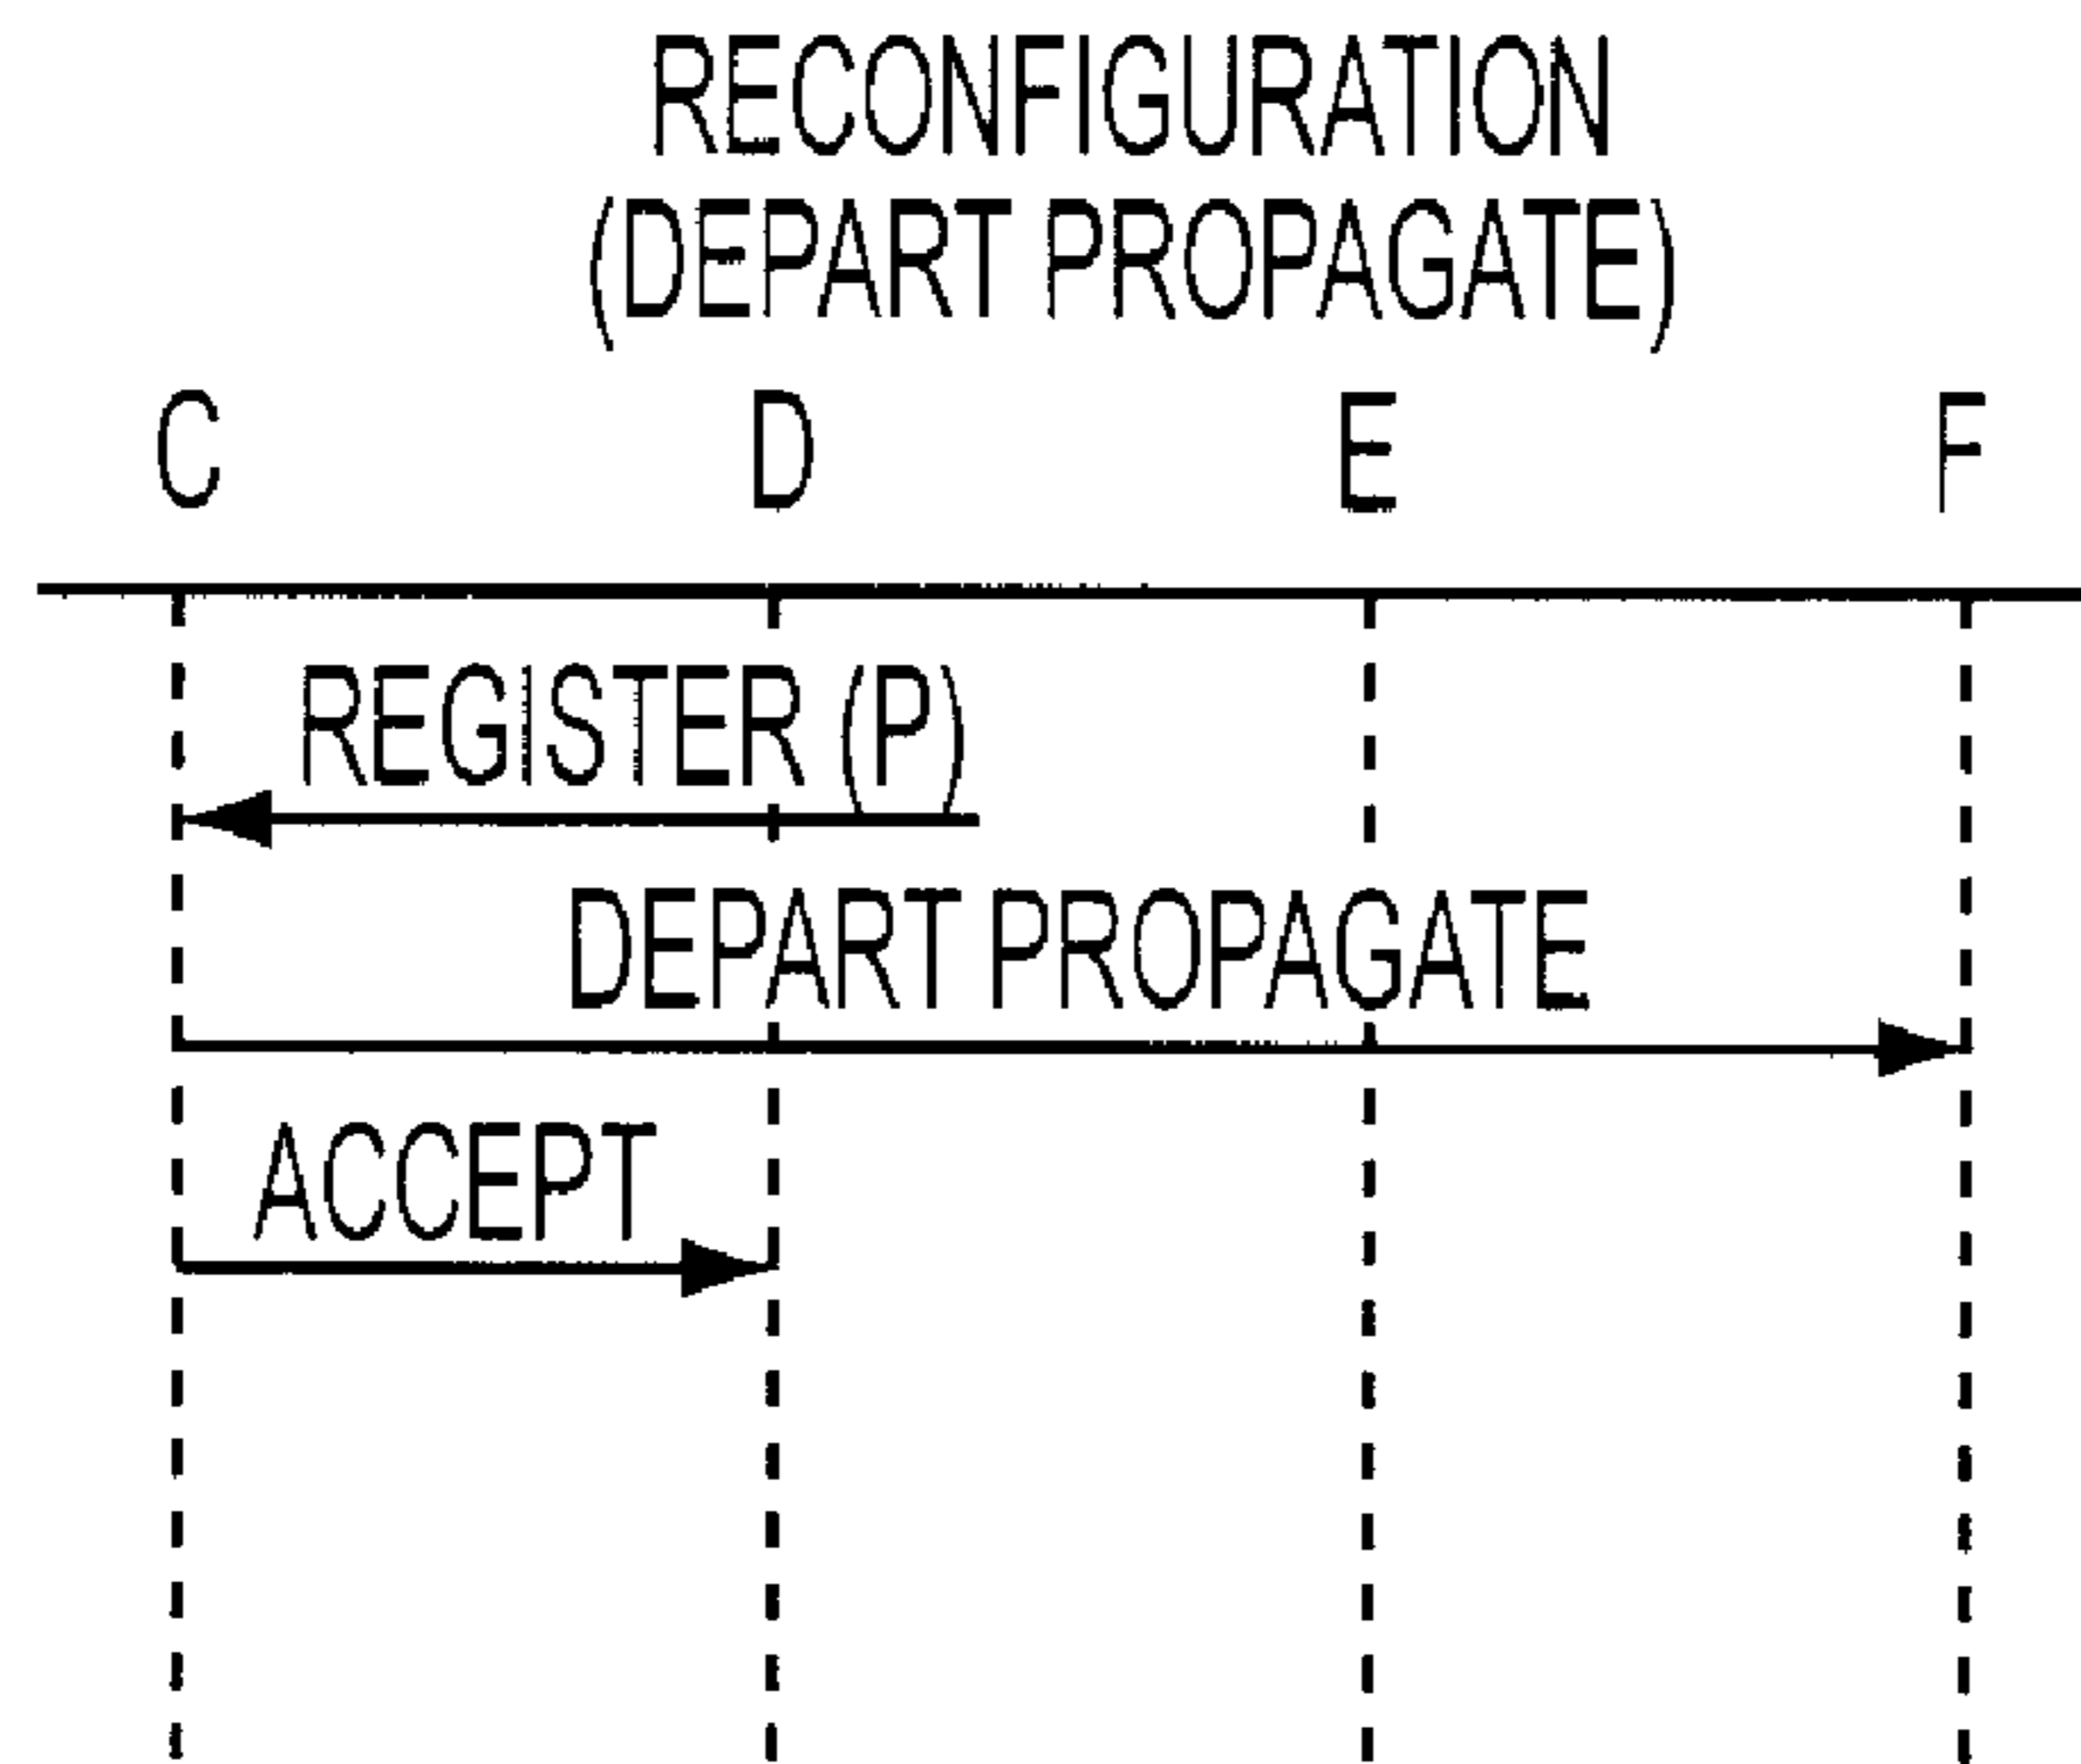 RECONFIGURATION
(DEPART PROPAGATE)
C D E F
REGISTER (P)
DEPART PROPAGATE
ACCEPT